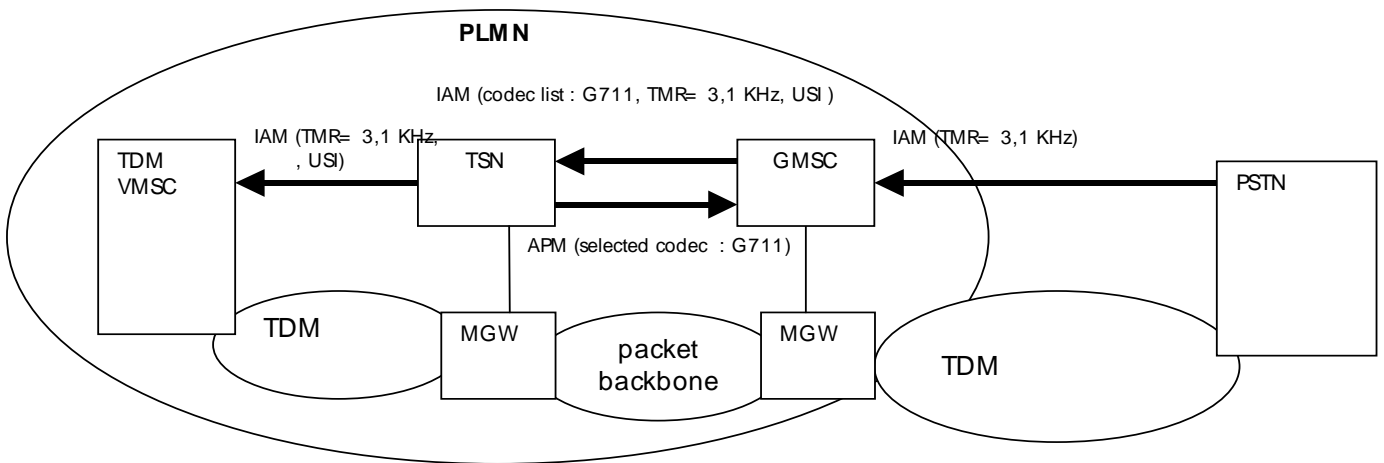 PLMN
IAM (codec list : G711, TMR= 3,1 KHz, USI )
IAM (TMR= 3,1 KHz,
, USI)
IAM (TMR= 3,1 KHz)
TDM
VMSC
TSN
GMSC
PSTN
APM (selected codec : G711)
TDM
MGW
packet
backbone
MGW
TDM